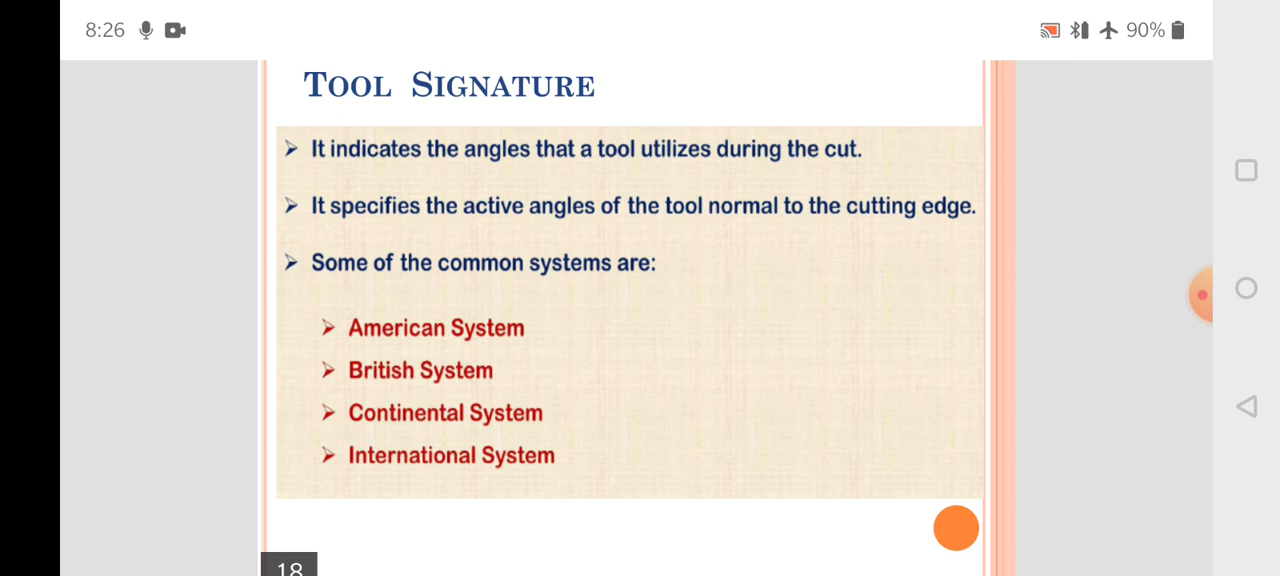 8:26
90%
TOOL SIGNATURE
It indicates the angles that a tool utilizes during the cut.
It specifies the active angles of the tool normal to the cutting edge.
Some of the common systems are:
American System
British System
Continental System
International System
18